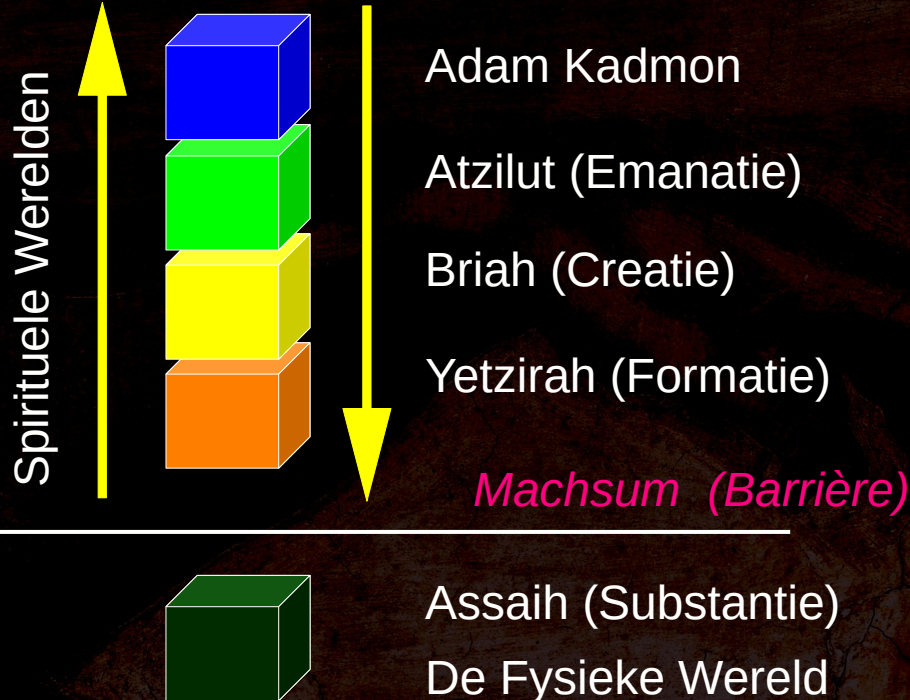 Spirituele Werelden
Adam Kadmon
Atzilut (Emanatie)
Briah (Creatie)
Yetzirah (Formatie)
Machsum (Barrière)
Assaih (Substantie)
De Fysieke Wereld